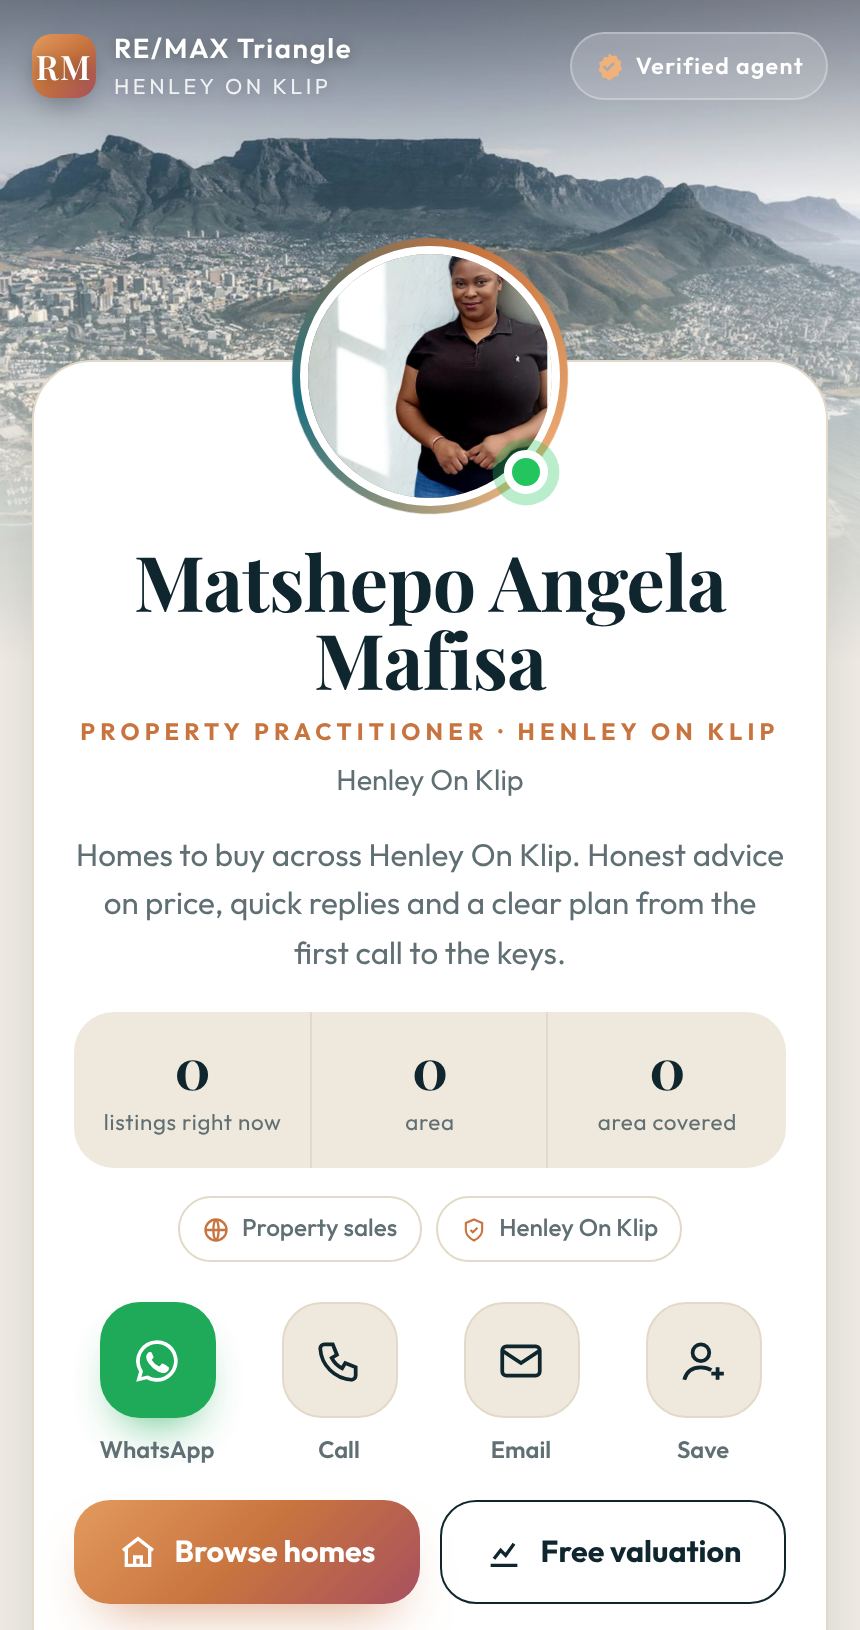 RM
RE/MAX Triangle
HENLEY ON KLIP
Verified agent
Matshepo Angela
Mafisa
PROPERTY PRACTITIONER · HENLEY ON KLIP
Henley On Klip
Homes to buy across Henley On Klip. Honest advice
on price, quick replies and a clear plan from the
first call to the keys.
0 0 0
listings right now area area covered
Property sales Henley On Klip
WhatsApp Call Email Save
Browse homes Free valuation